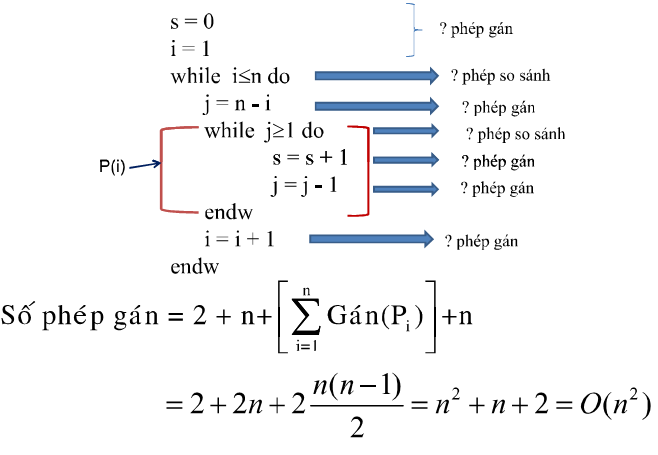 s = 0
? phép gán
i = 1
while i≤n do
? phép so sánh
j = n - i
? phép gán
while j≥1 do
? phép so sánh
P(i)
s = s + 1
? phép gán
j = j - 1
? phép gán
endw
i = i + 1
? phép gán
endw
Số phép gán = 2 + n+[∑_{i=1}^{n} Gán(P_i)]+n
= 2 + 2n + 2 n(n−1)/2 = n² + n + 2 = O(n²)